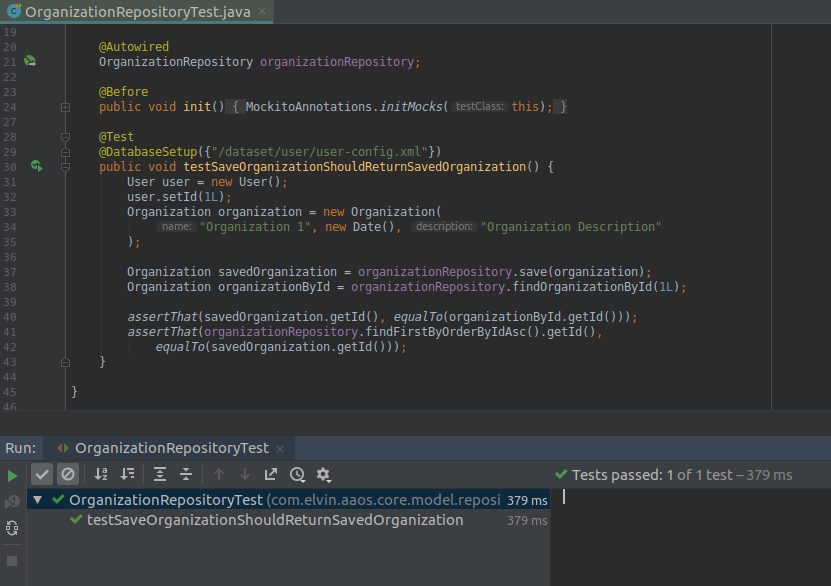 OrganizationRepositoryTest.java
19
20 @Autowired
21 OrganizationRepository organizationRepository;
22
23 @Before
24 public void init() { MockitoAnnotations.initMocks( testClass: this); }
27
28 @Test
29 @DatabaseSetup({"/dataset/user/user-config.xml"})
30 public void testSaveOrganizationShouldReturnSavedOrganization() {
31 User user = new User();
32 user.setId(1L);
33 Organization organization = new Organization(
34 name: "Organization 1", new Date(), description: "Organization Description"
35 );
36
37 Organization savedOrganization = organizationRepository.save(organization);
38 Organization organizationById = organizationRepository.findOrganizationById(1L);
39
40 assertThat(savedOrganization.getId(), equalTo(organizationById.getId()));
41 assertThat(organizationRepository.findFirstByOrderByIdAsc().getId(),
42 equalTo(savedOrganization.getId()));
43 }
44
45 }
46
Run: OrganizationRepositoryTest
Tests passed: 1 of 1 test – 379 ms
OrganizationRepositoryTest (com.elvin.aaos.core.model.reposi 379 ms
testSaveOrganizationShouldReturnSavedOrganization 379 ms